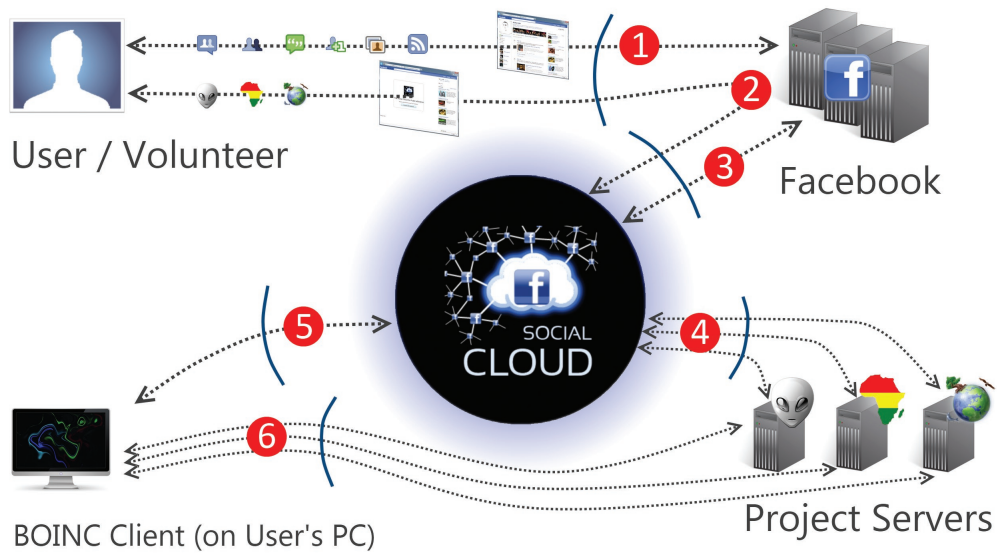 1
2
User / Volunteer
3
Facebook
f
f
SOCIAL
CLOUD
5
4
6
Project Servers
BOINC Client (on User's PC)